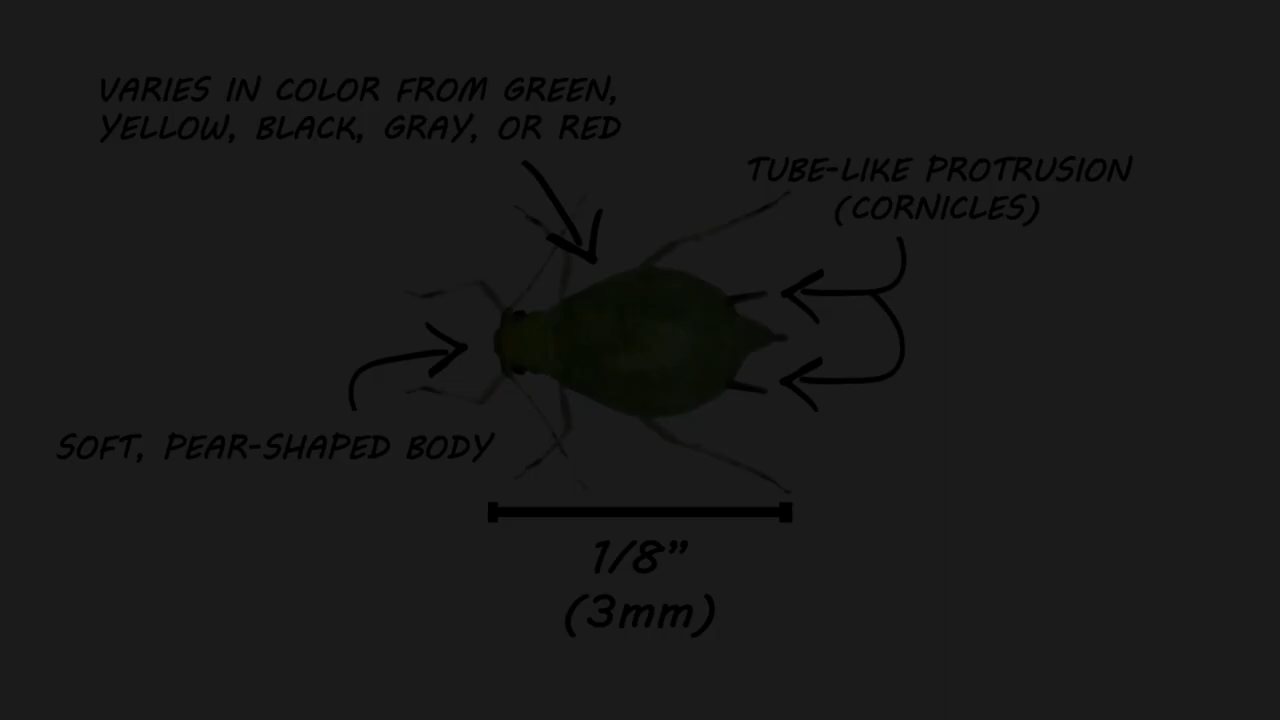 VARIES IN COLOR FROM GREEN,
YELLOW, BLACK, GRAY, OR RED
TUBE-LIKE PROTRUSION
(CORNICLES)
SOFT, PEAR-SHAPED BODY
1/8”
(3mm)